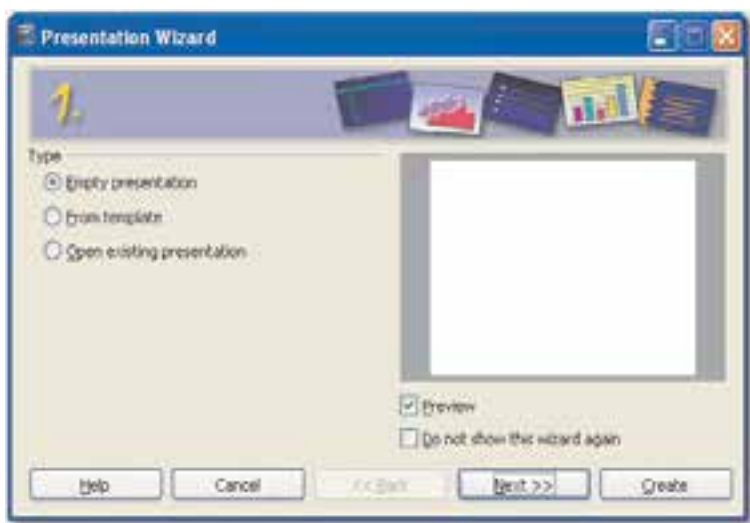 Presentation Wizard
1.
Type
Empty presentation
From template
Open existing presentation
Preview
Do not show this wizard again
Help
Cancel
<< Back
Next >>
Create